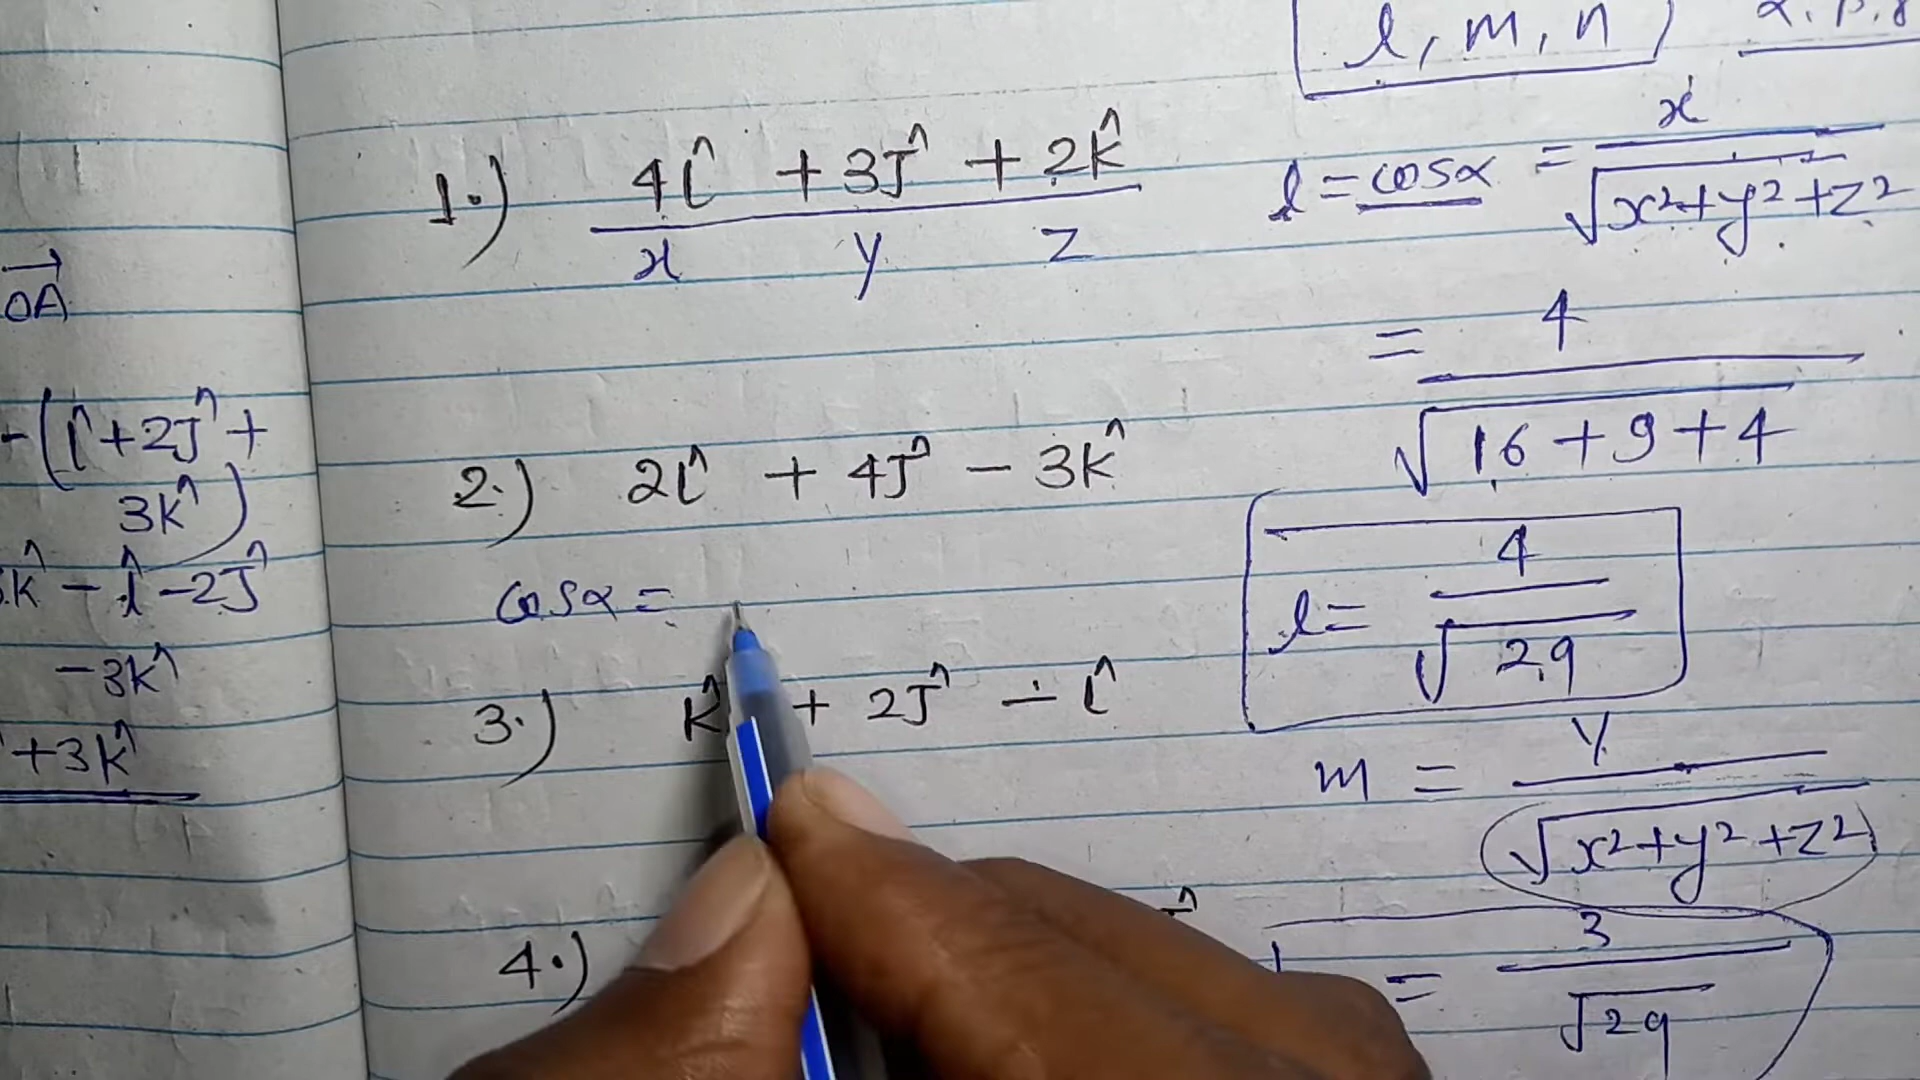 OA
-(î+2ĵ+
3k̂)
k̂ - î -2ĵ
-3k̂
+3k̂
1.) 4î +3ĵ +2k̂
x y z
2.) 2î + 4ĵ - 3k̂
cosα =
3.) k̂ + 2ĵ - î
4.)
l, m, n α, β, γ
l = cosα = x / √x²+y²+z²
= 4 / √16+9+4
l = 4 / √29
m = y / √x²+y²+z²
= 3 / √29